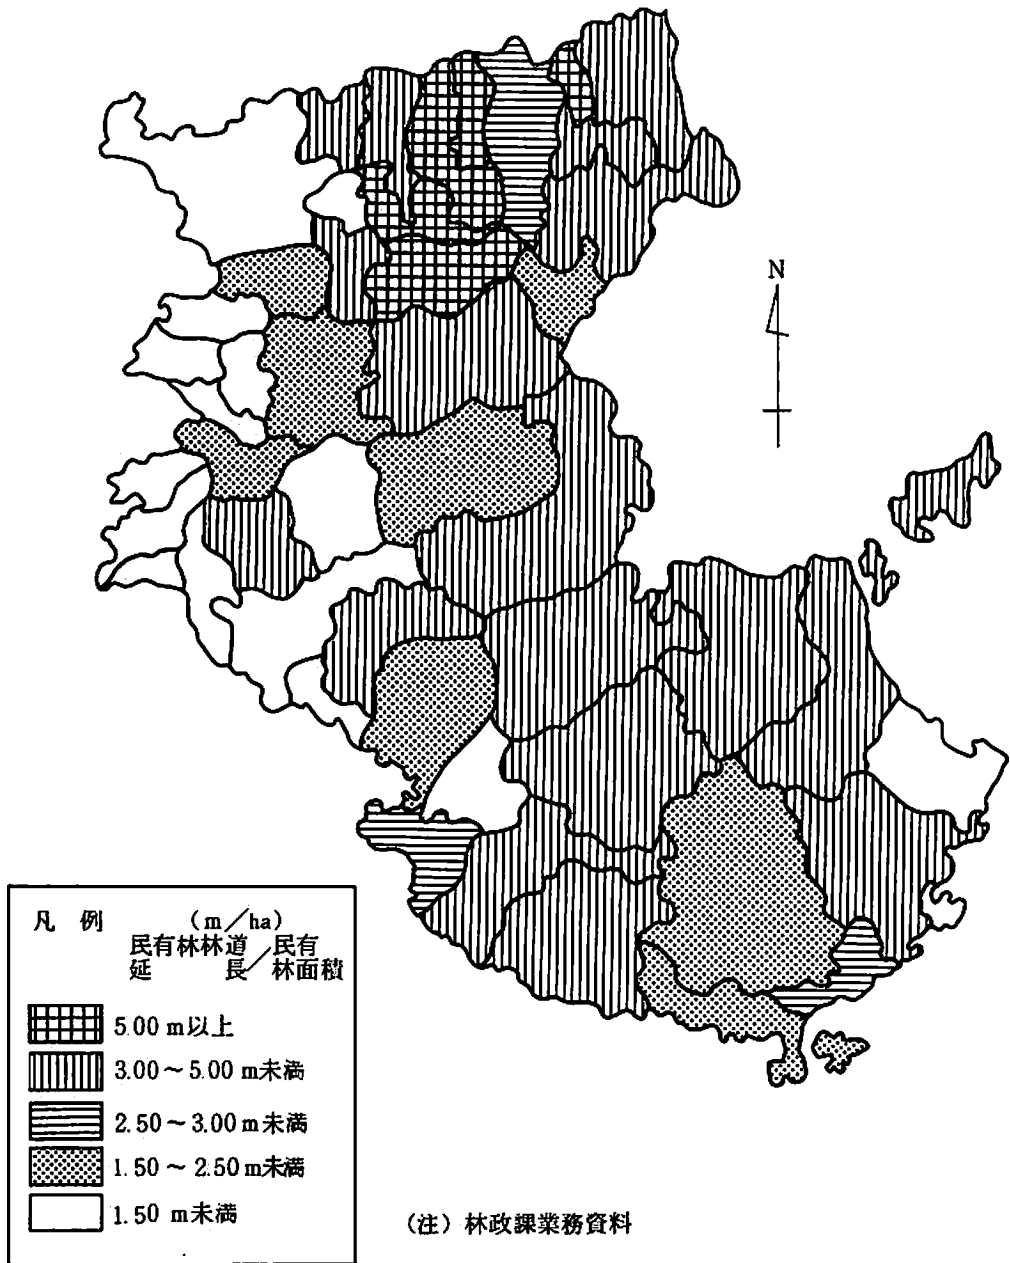 N
凡 例 (m/ha)
民有林林道/民有
延 長/林面積
5.00 m以上
3.00～5.00 m未満
2.50～3.00 m未満
1.50～2.50 m未満
1.50 m未満
(注) 林政課業務資料